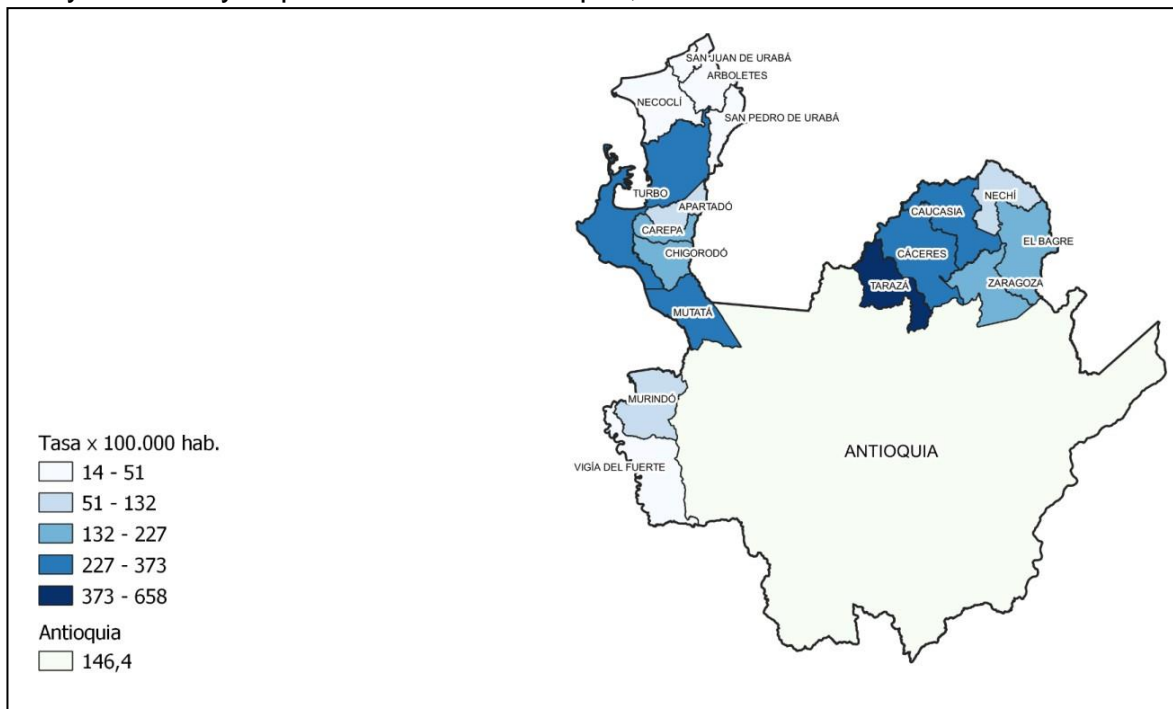 SAN JUAN DE URABÁ
ARBOLETES
NECOCLÍ
SAN PEDRO DE URABÁ
TURBO
APARTADÓ
CAREPA
CHIGORODÓ
MUTATÁ
NECHÍ
CAUCASIA
EL BAGRE
CÁCERES
TARAZÁ
ZARAGOZA
MURINDÓ
VIGÍA DEL FUERTE
ANTIOQUIA
Tasa x 100.000 hab.
14 - 51
51 - 132
132 - 227
227 - 373
373 - 658
Antioquia
146,4